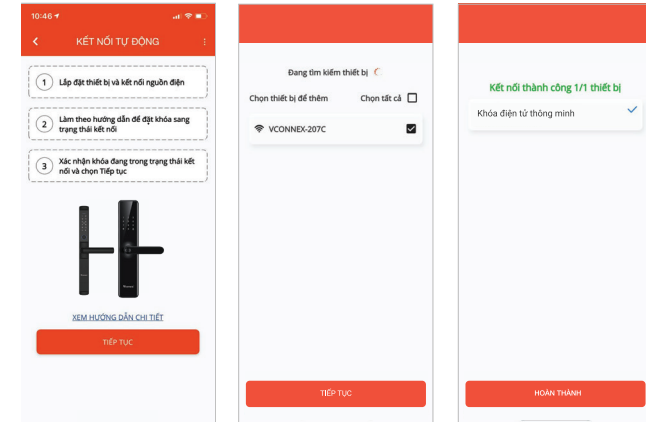 10:46
KẾT NỐI TỰ ĐỘNG
1 Lắp đặt thiết bị và kết nối nguồn điện
2 Làm theo hướng dẫn để đặt khóa sang
trạng thái kết nối
3 Xác nhận khóa đang trong trạng thái kết
nối và chọn Tiếp tục
XEM HƯỚNG DẪN CHI TIẾT
TIẾP TỤC
Đang tìm kiếm thiết bị
Chọn thiết bị để thêm Chọn tất cả
VCONNEX-207C
TIẾP TỤC
Kết nối thành công 1/1 thiết bị
Khóa điện tử thông minh
HOÀN THÀNH